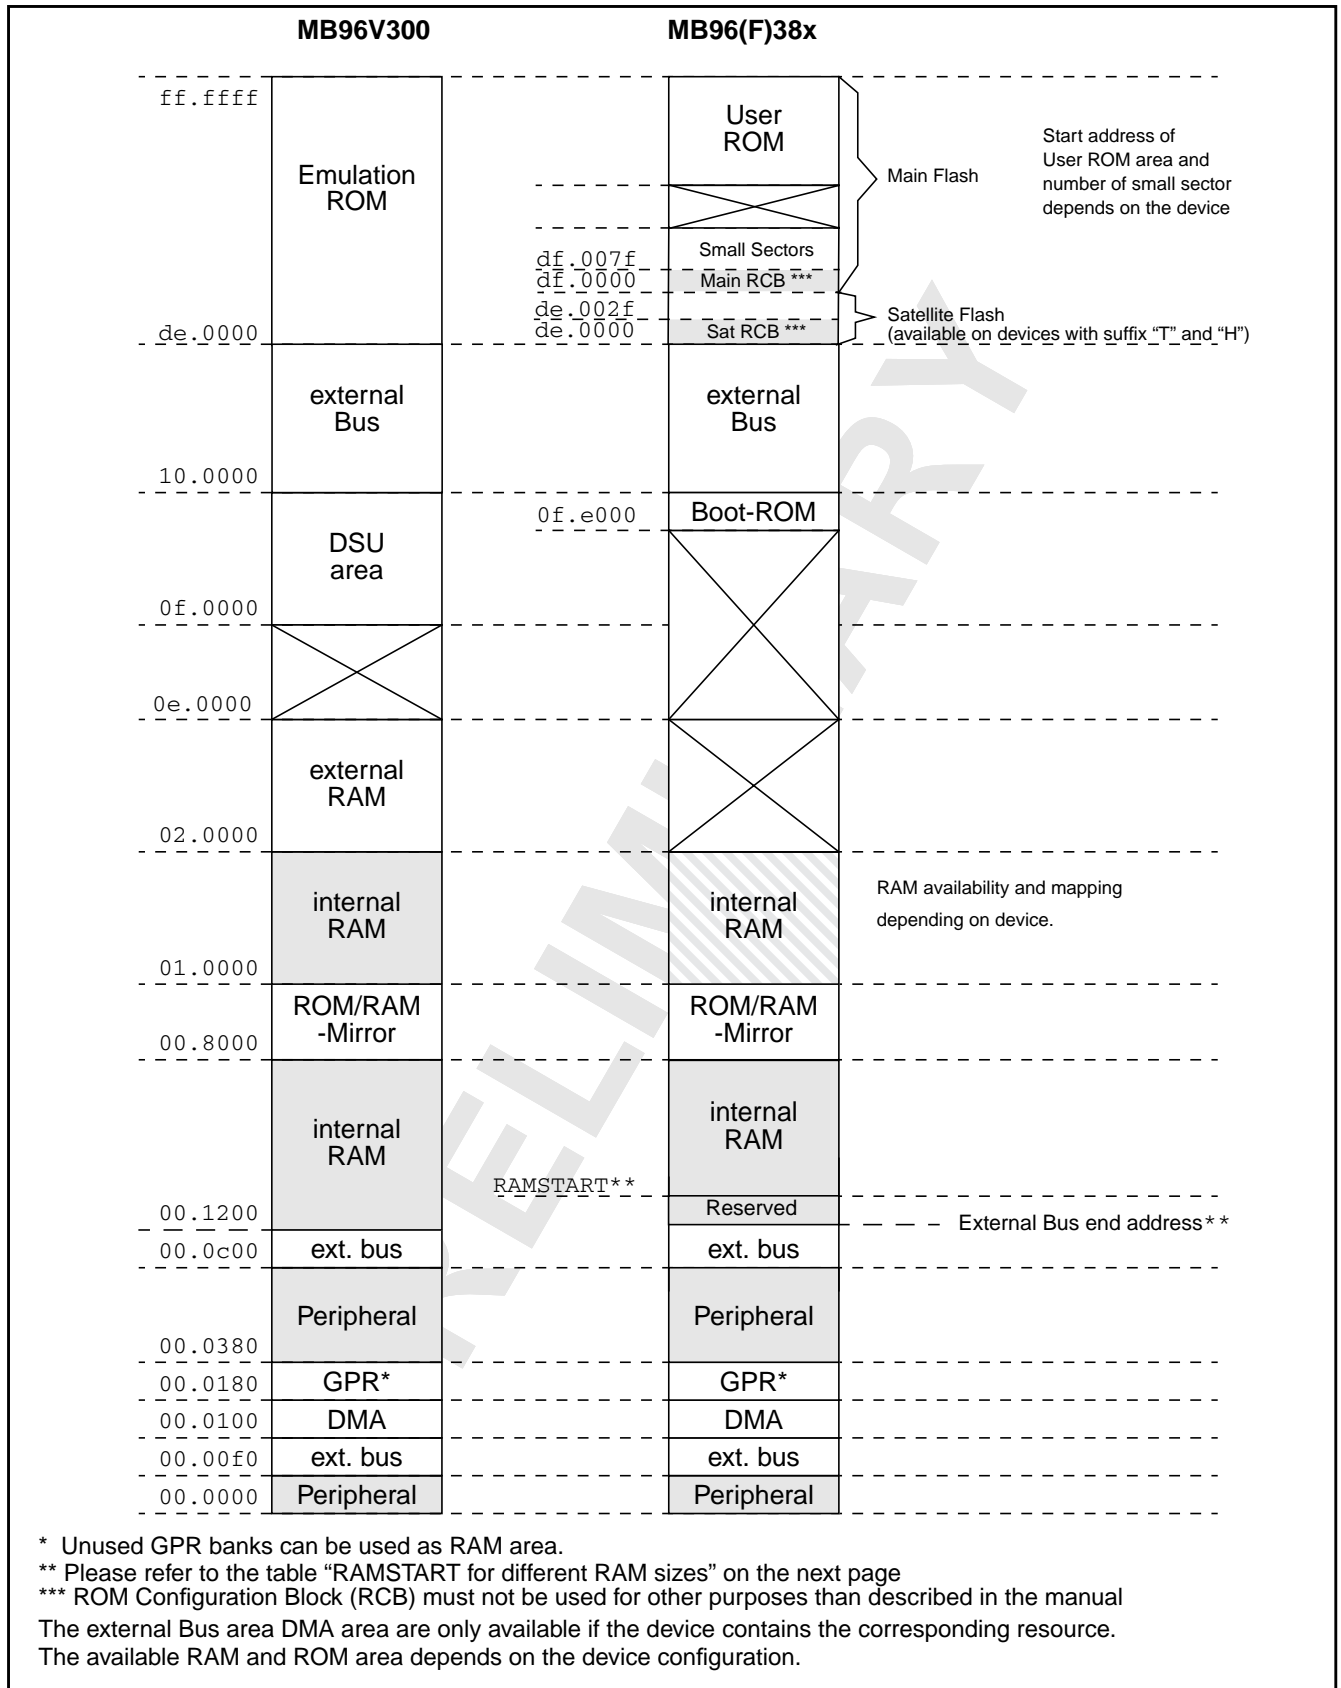 MB96V300 MB96(F)38x
ff.ffff
User
ROM
Start address of
User ROM area and
number of small sector
depends on the device
Emulation
ROM
Main Flash
Small Sectors
df.007f
df.0000 Main RCB ***
de.002f
de.0000 Sat RCB ***
Satellite Flash
(available on devices with suffix “T” and “H”)
de.0000
external
Bus
external
Bus
10.0000
0f.e000 Boot-ROM
DSU
area
0f.0000
0e.0000
external
RAM
02.0000
internal
RAM
internal
RAM
RAM availability and mapping
depending on device.
01.0000
ROM/RAM
-Mirror
ROM/RAM
-Mirror
00.8000
internal
RAM
internal
RAM
RAMSTART**
Reserved
00.1200
External Bus end address**
00.0c00 ext. bus ext. bus
Peripheral Peripheral
00.0380
00.0180 GPR* GPR*
00.0100 DMA DMA
00.00f0 ext. bus ext. bus
00.0000 Peripheral Peripheral
* Unused GPR banks can be used as RAM area.
** Please refer to the table “RAMSTART for different RAM sizes” on the next page
*** ROM Configuration Block (RCB) must not be used for other purposes than described in the manual
The external Bus area DMA area are only available if the device contains the corresponding resource.
The available RAM and ROM area depends on the device configuration.
PRELIMINARY